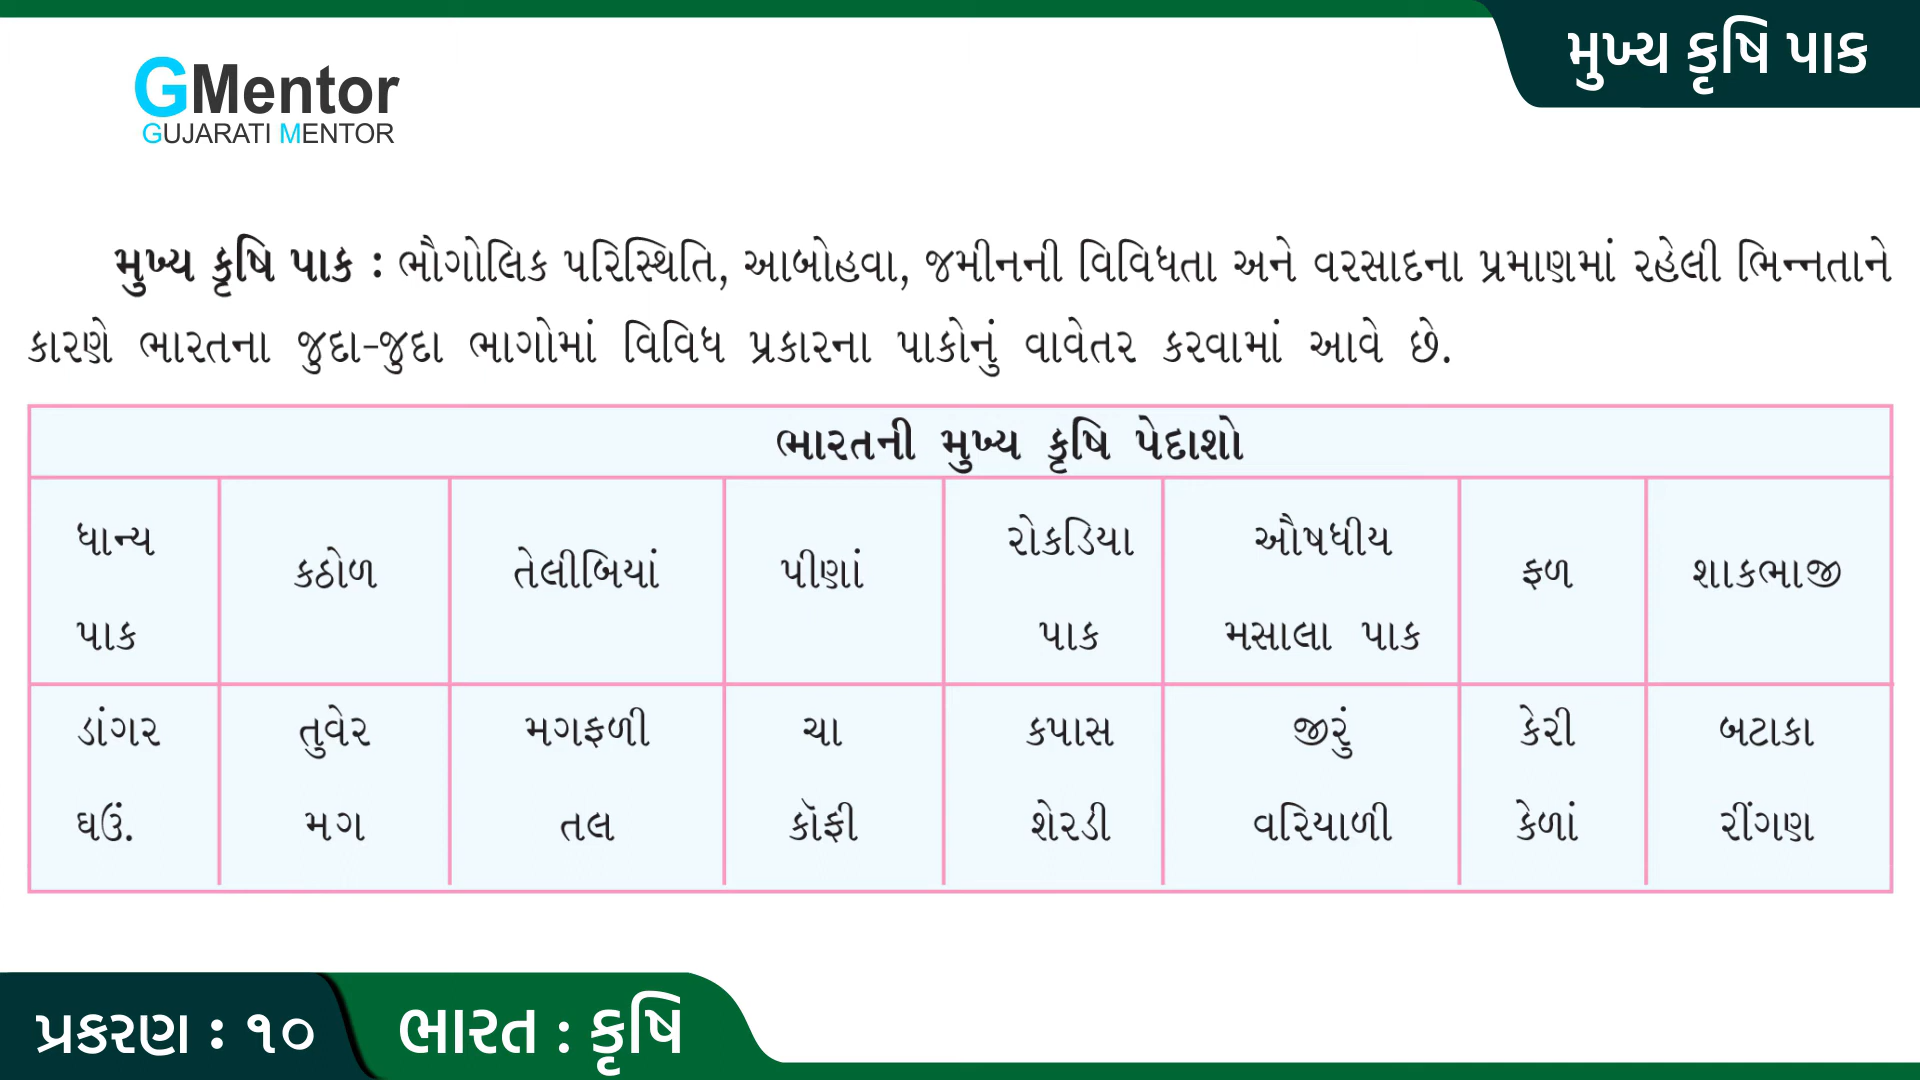 મુખ્ય કૃષિ પાક
GMentor
GUJARATI MENTOR
મુખ્ય કૃષિ પાક : ભૌગોલિક પરિસ્થિતિ, આબોહવા, જમીનની વિવિધતા અને વરસાદના પ્રમાણમાં રહેલી ભિન્નતાને
કારણે ભારતના જુદા-જુદા ભાગોમાં વિવિધ પ્રકારના પાકોનું વાવેતર કરવામાં આવે છે.
ભારતની મુખ્ય કૃષિ પેદાશો
ધાન્ય પાક કઠોળ તેલીબિયાં પીણાં રોકડિયા પાક ઔષધીય મસાલા પાક ફળ શાકભાજી
ડાંગર તુવેર મગફળી ચા કપાસ જીરું કેરી બટાકા
ઘઉં. મગ તલ કૉફી શેરડી વરિયાળી કેળાં રીંગણ
પ્રકરણ : ૧૦ ભારત : કૃષિ